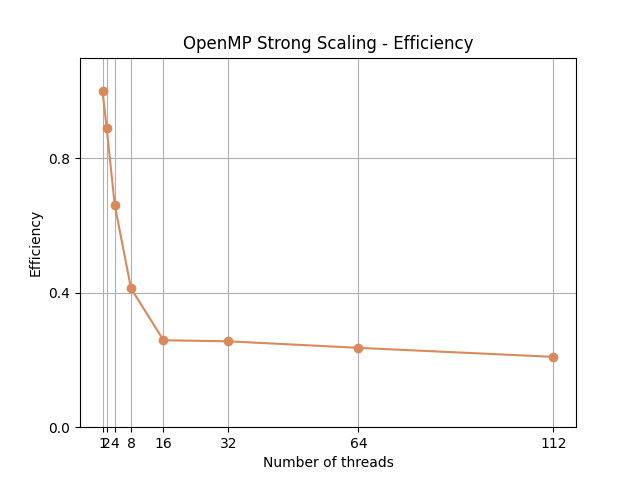 OpenMP Strong Scaling - Efficiency
Efficiency
0.8
0.4
0.0
1 2 4 8 16 32 64 112
Number of threads